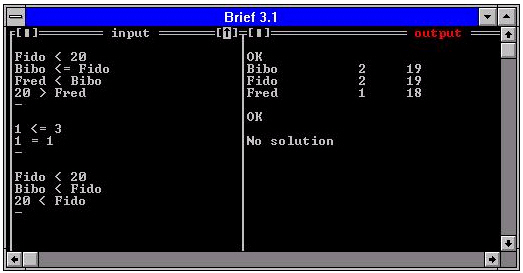 Brief 3.1
input
output
Fido < 20
Bibo <= Fido
Fred < Bibo
20 > Fred
–
1 <= 3
1 = 1
–
Fido < 20
Bibo < Fido
20 < Fido
–
OK
Bibo 2 19
Fido 2 19
Fred 1 18
OK
No solution